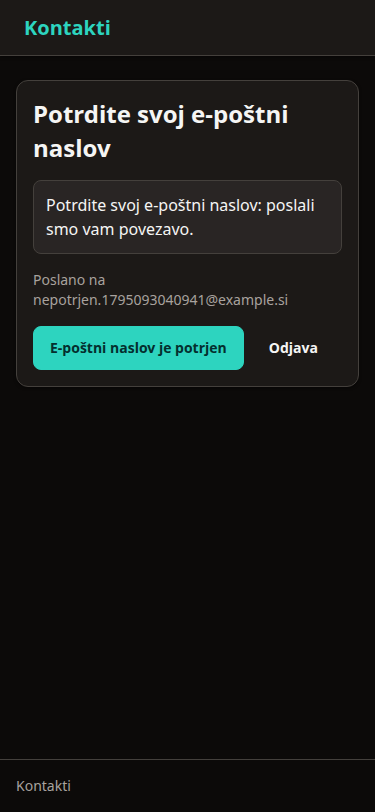 Kontakti
Potrdite svoj e-poštni
naslov
Potrdite svoj e-poštni naslov: poslali
smo vam povezavo.
Poslano na
nepotrjen.1795093040941@example.si
E-poštni naslov je potrjen
Odjava
Kontakti